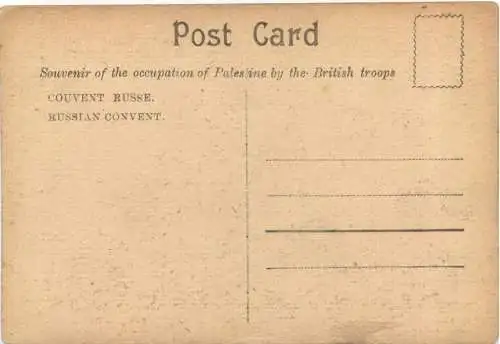 Post Card
Souvenir of the occupation of Palestine by the British troops
COUVENT RUSSE.
RUSSIAN CONVENT.